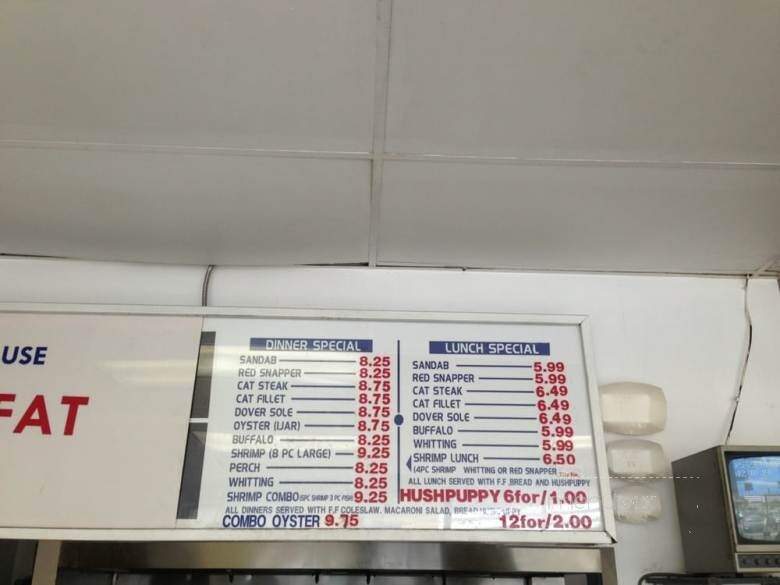 USE
FAT
DINNER SPECIAL
SANDAB 8.25
RED SNAPPER 8.25
CAT STEAK 8.75
CAT FILLET 8.75
DOVER SOLE 8.75
OYSTER (JAR) 8.75
BUFFALO 8.25
SHRIMP (8 PC LARGE) 9.25
PERCH 8.25
WHITTING 8.25
SHRIMP COMBO (5PC SHRIMP 3 PC FISH) 9.25
ALL DINNERS SERVED WITH F.F COLESLAW, MACARONI SALAD, BREAD
COMBO OYSTER 9.75
LUNCH SPECIAL
SANDAB 5.99
RED SNAPPER 5.99
CAT STEAK 6.49
CAT FILLET 6.49
DOVER SOLE 6.49
BUFFALO 5.99
WHITTING 5.99
SHRIMP LUNCH 6.50
(4PC SHRIMP WHITTING OR RED SNAPPER
ALL LUNCH SERVED WITH F.F ,BREAD AND HUSHPUPPY
HUSHPUPPY 6for/1.00
12for/2.00